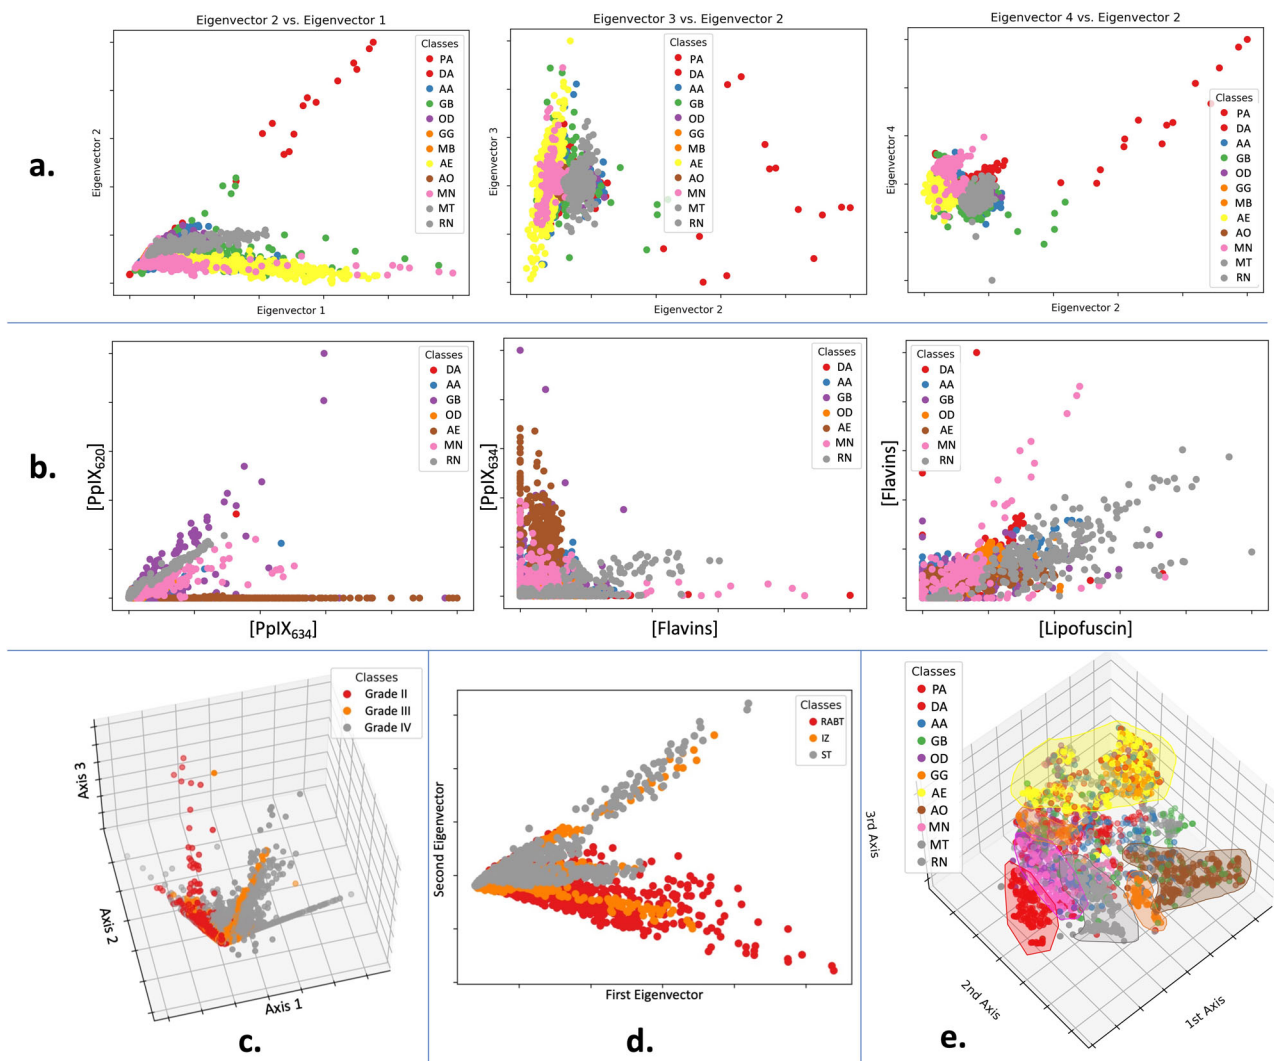 Eigenvector 2 vs. Eigenvector 1
Eigenvector 3 vs. Eigenvector 2
Eigenvector 4 vs. Eigenvector 2
a.
Eigenvector 2
Classes
PA
DA
AA
GB
OD
GG
MB
AE
AO
MN
MT
RN
Eigenvector 1
Eigenvector 3
Classes
PA
DA
AA
GB
OD
GG
MB
AE
AO
MN
MT
RN
Eigenvector 2
Eigenvector 4
Classes
PA
DA
AA
GB
OD
GG
MB
AE
AO
MN
MT
RN
Eigenvector 2
b.
[PpIX620]
Classes
DA
AA
GB
OD
AE
MN
RN
[PpIX634]
[PpIX634]
Classes
DA
AA
GB
OD
AE
MN
RN
[Flavins]
[Flavins]
Classes
DA
AA
GB
OD
AE
MN
RN
[Lipofuscin]
Classes
Grade II
Grade III
Grade IV
Axis 3
Axis 2
Axis 1
c.
Second Eigenvector
Classes
RABT
IZ
ST
First Eigenvector
d.
Classes
PA
DA
AA
GB
OD
GG
AE
AO
MN
MT
RN
3rd Axis
2nd Axis
1st Axis
e.